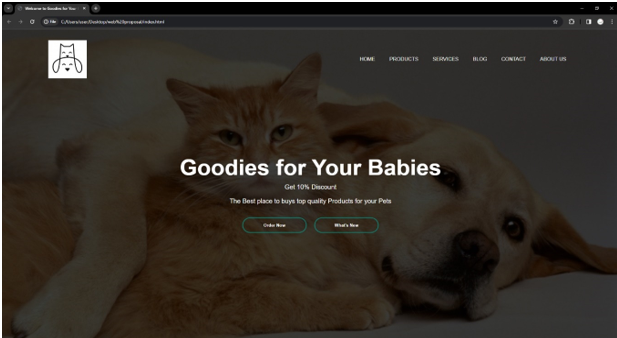 Welcome to Goodies for You
File C:/Users/user/Desktop/web%20proposal/index.html
HOME PRODUCTS SERVICES BLOG CONTACT ABOUT US
Goodies for Your Babies
Get 10% Discount
The Best place to buys top quality Products for your Pets
Order Now What's New